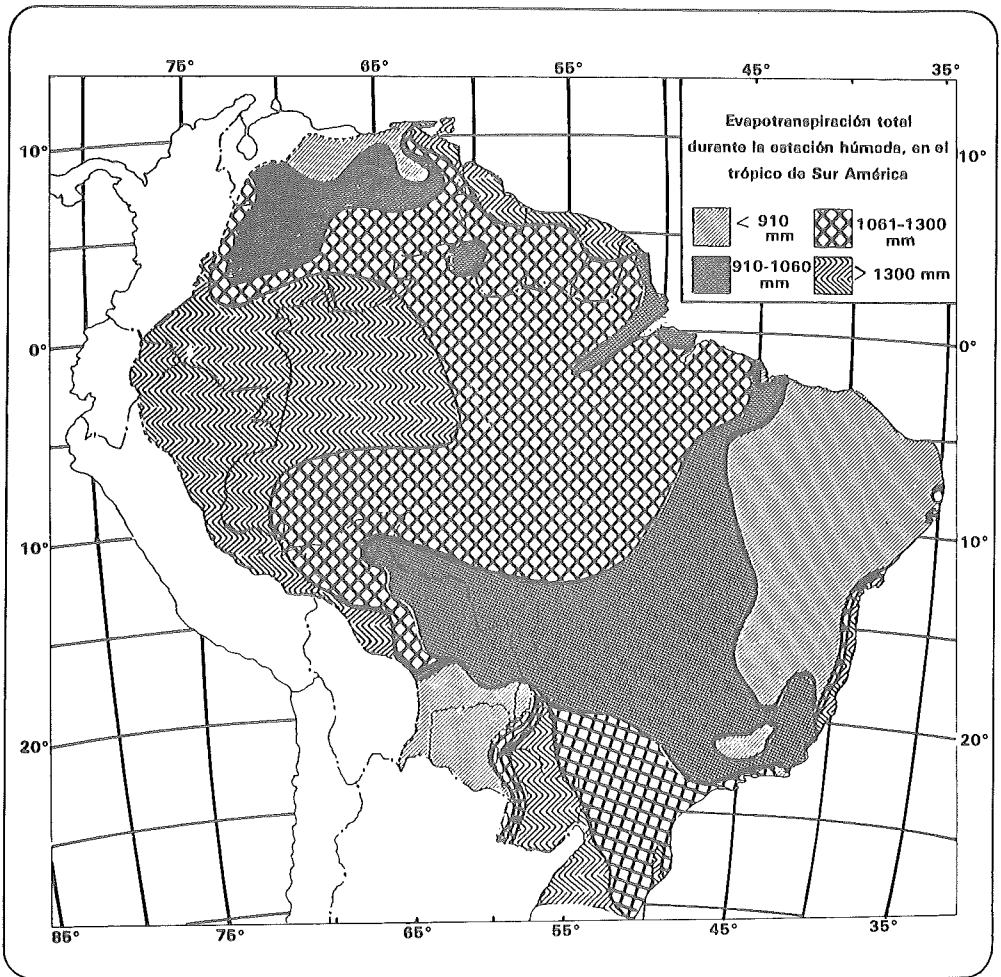 75° 65° 55° 45° 35°
Evapotranspiración total
durante la estación húmeda, en el
trópico de Sur América
< 910
mm
1061-1300
mm
910-1060
mm
> 1300 mm
10° 10°
0° 0°
10° 10°
20° 20°
85° 75° 65° 55° 45° 35°